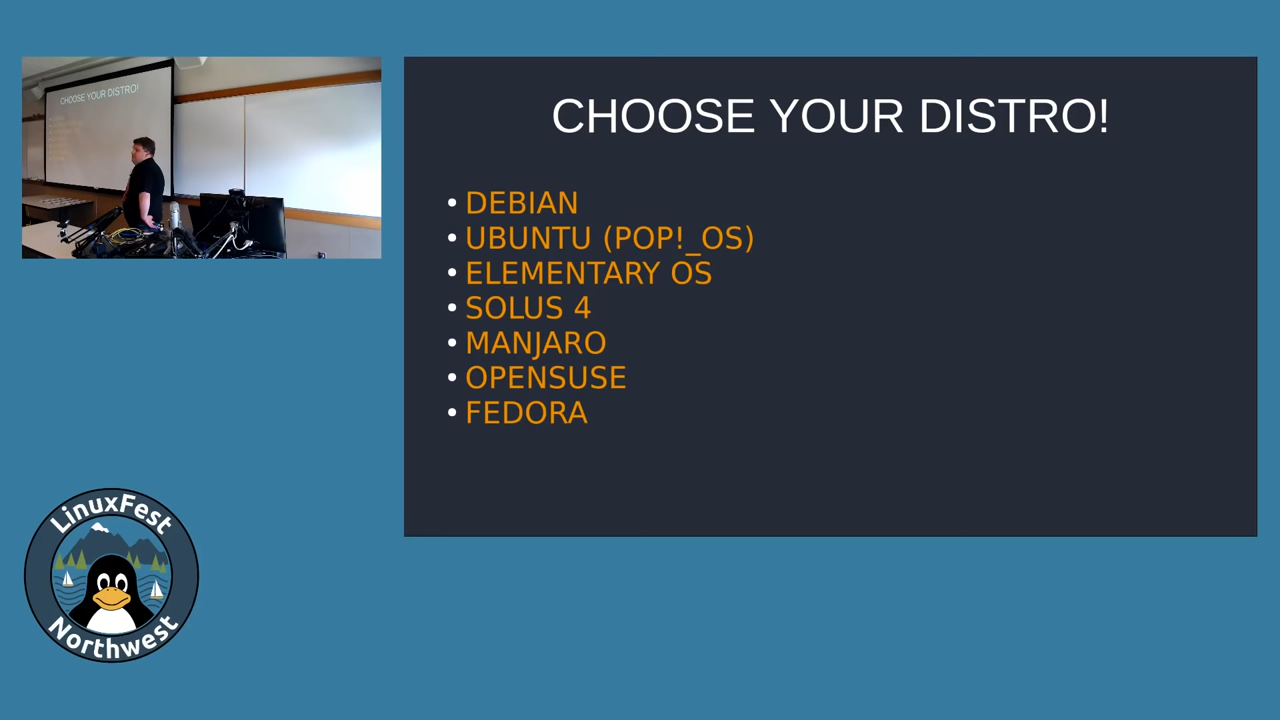 CHOOSE YOUR DISTRO!
CHOOSE YOUR DISTRO!
• DEBIAN
• UBUNTU (POP!_OS)
• ELEMENTARY OS
• SOLUS 4
• MANJARO
• OPENSUSE
• FEDORA
LinuxFest
Northwest